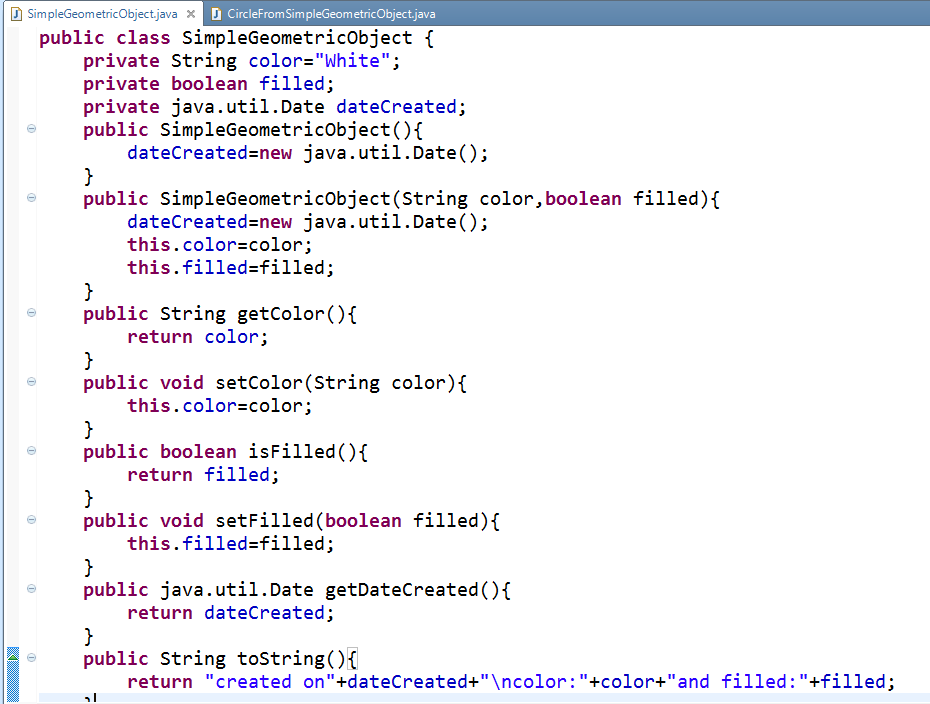 SimpleGeometricObject.java
CircleFromSimpleGeometricObject.java
public class SimpleGeometricObject {
    private String color="White";
    private boolean filled;
    private java.util.Date dateCreated;
    public SimpleGeometricObject(){
        dateCreated=new java.util.Date();
    }
    public SimpleGeometricObject(String color,boolean filled){
        dateCreated=new java.util.Date();
        this.color=color;
        this.filled=filled;
    }
    public String getColor(){
        return color;
    }
    public void setColor(String color){
        this.color=color;
    }
    public boolean isFilled(){
        return filled;
    }
    public void setFilled(boolean filled){
        this.filled=filled;
    }
    public java.util.Date getDateCreated(){
        return dateCreated;
    }
    public String toString(){
        return "created on"+dateCreated+"\ncolor:"+color+"and filled:"+filled;
    }